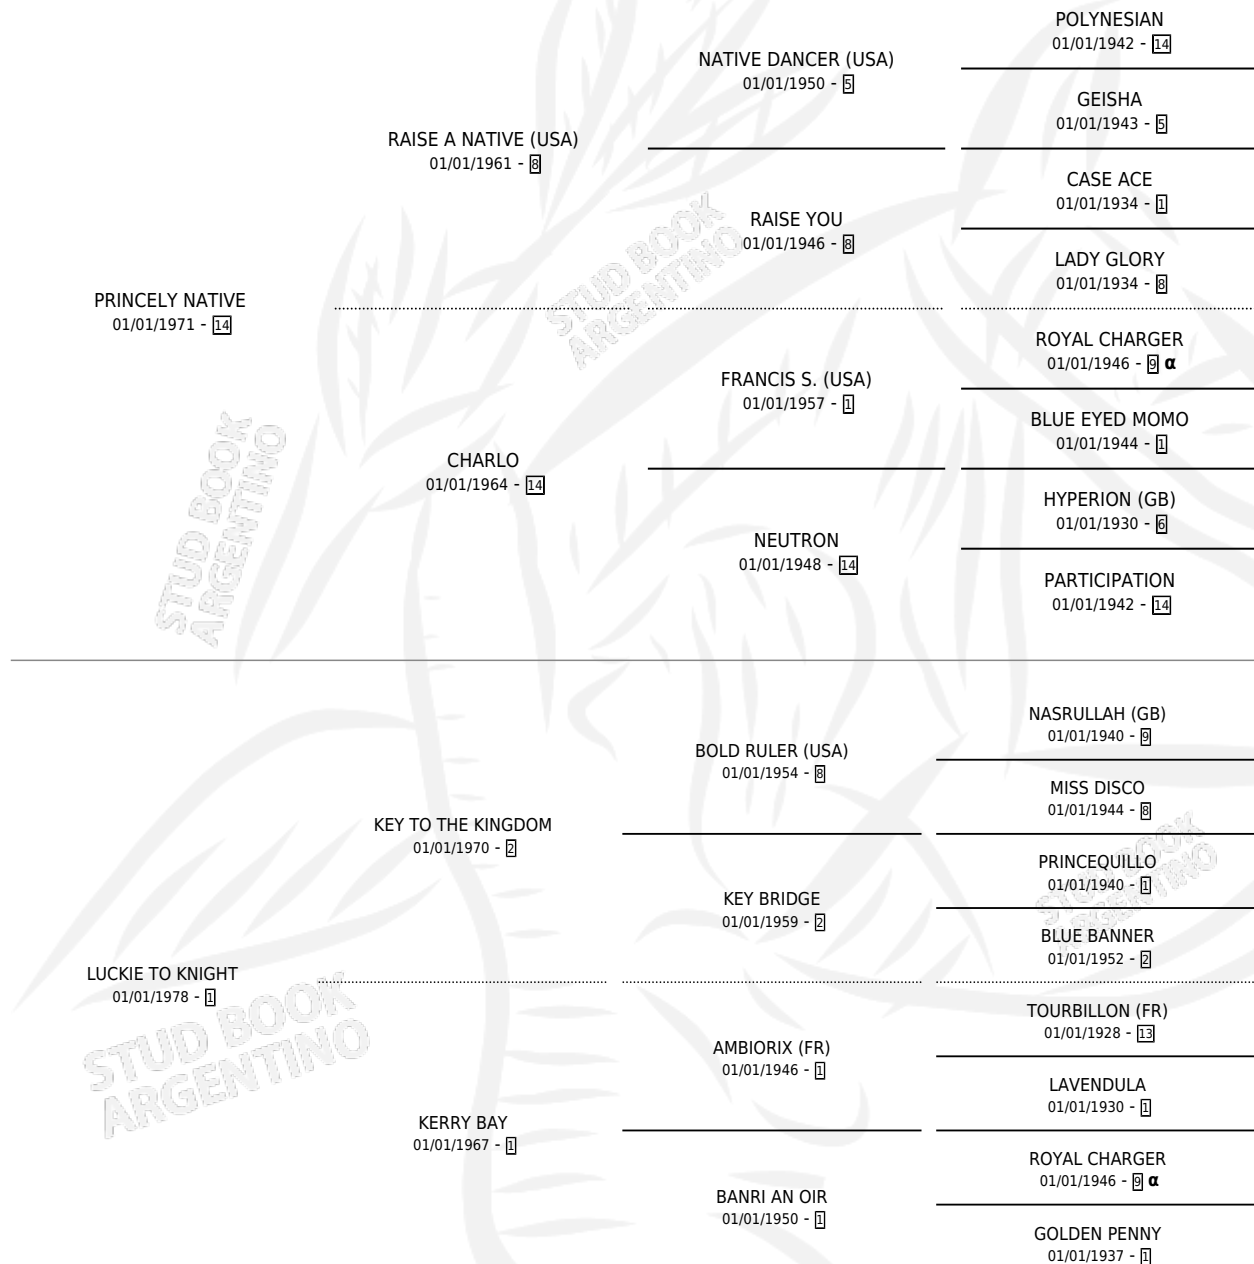 POLYNESIAN
01/01/1942 - 14
NATIVE DANCER (USA)
01/01/1950 - 5
GEISHA
01/01/1943 - 5
RAISE A NATIVE (USA)
01/01/1961 - 8
CASE ACE
01/01/1934 - 1
RAISE YOU
01/01/1946 - 8
LADY GLORY
01/01/1934 - 8
PRINCELY NATIVE
01/01/1971 - 14
STUD BOOK
ARGENTINO
ROYAL CHARGER
01/01/1946 - 9 α
FRANCIS S. (USA)
01/01/1957 - 1
BLUE EYED MOMO
01/01/1944 - 1
CHARLO
01/01/1964 - 14
HYPERION (GB)
01/01/1930 - 6
NEUTRON
01/01/1948 - 14
PARTICIPATION
01/01/1942 - 14
STUD BOOK
ARGENTINO
NASRULLAH (GB)
01/01/1940 - 9
BOLD RULER (USA)
01/01/1954 - 8
MISS DISCO
01/01/1944 - 8
KEY TO THE KINGDOM
01/01/1970 - 2
PRINCEQUILLO
01/01/1940 - 1
STUD BOOK
ARGENTINO
KEY BRIDGE
01/01/1959 - 2
BLUE BANNER
01/01/1952 - 2
LUCKIE TO KNIGHT
01/01/1978 - 1
STUD BOOK
ARGENTINO
TOURBILLON (FR)
01/01/1928 - 13
AMBIORIX (FR)
01/01/1946 - 1
LAVENDULA
01/01/1930 - 1
KERRY BAY
01/01/1967 - 1
ROYAL CHARGER
01/01/1946 - 9 α
BANRI AN OIR
01/01/1950 - 1
GOLDEN PENNY
01/01/1937 - 1